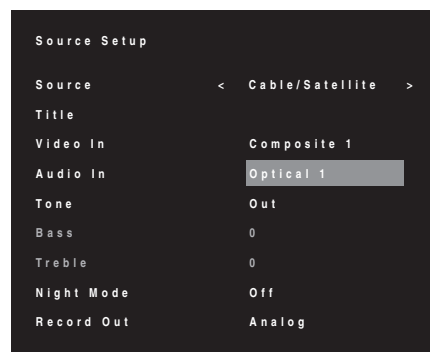 Source Setup
Source < Cable/Satellite >
Title
Video In Composite 1
Audio In Optical 1
Tone Out
Bass 0
Treble 0
Night Mode Off
Record Out Analog